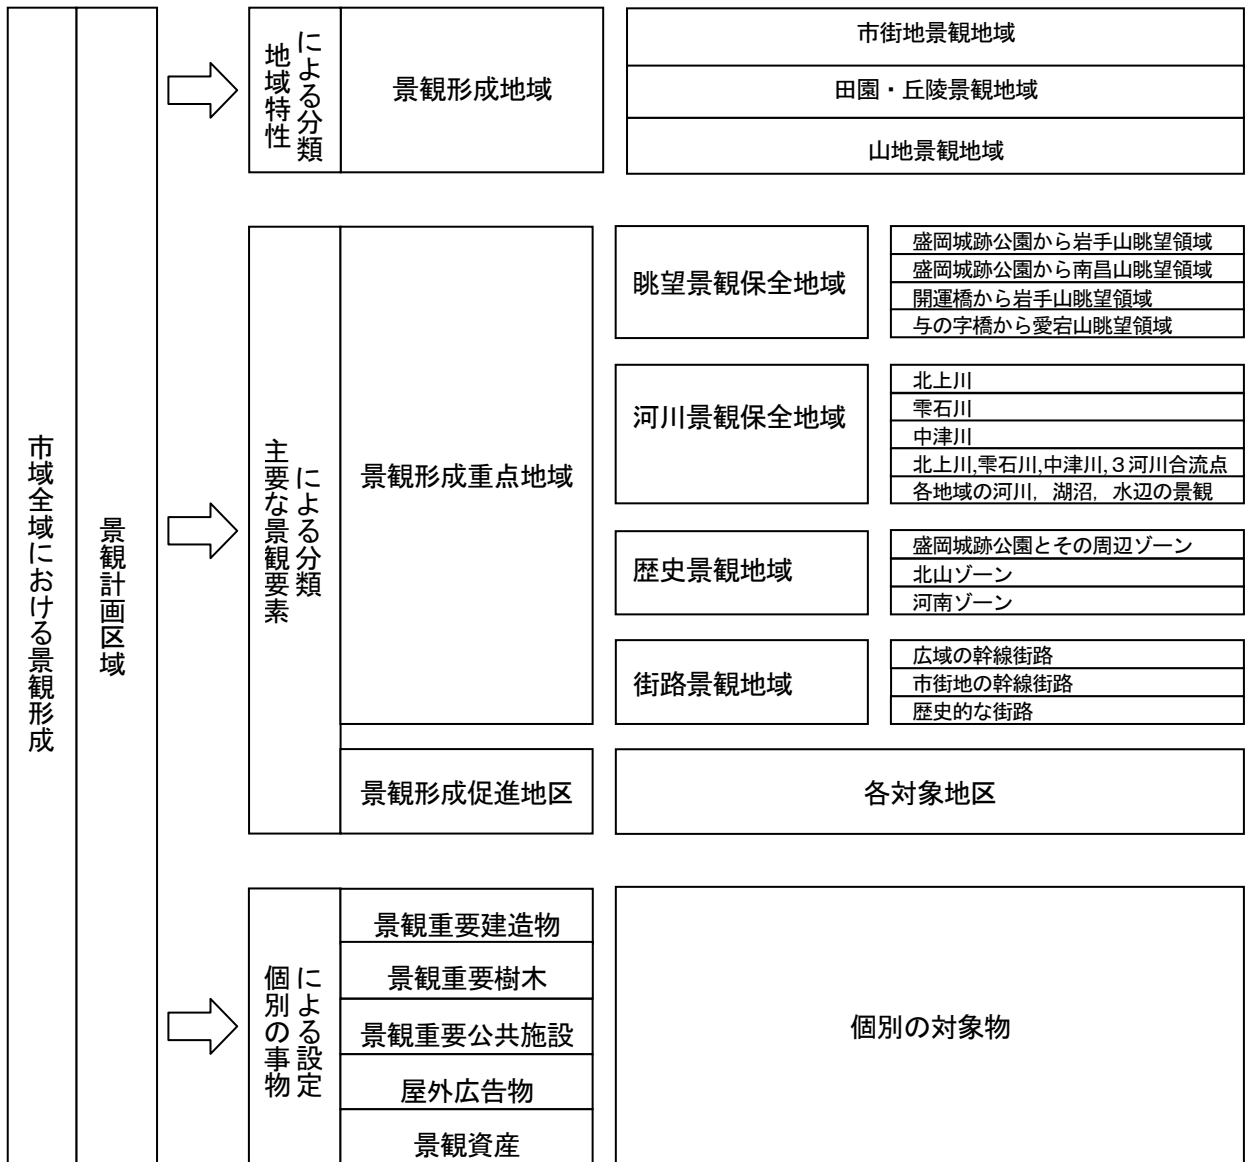 市域全域における景観形成
景観計画区域
地域特性
による分類
景観形成地域
市街地景観地域
田園・丘陵景観地域
山地景観地域
主要な景観要素
による分類
景観形成重点地域
眺望景観保全地域
盛岡城跡公園から岩手山眺望領域
盛岡城跡公園から南昌山眺望領域
開運橋から岩手山眺望領域
与の字橋から愛宕山眺望領域
河川景観保全地域
北上川
雫石川
中津川
北上川,雫石川,中津川,３河川合流点
各地域の河川，湖沼，水辺の景観
歴史景観地域
盛岡城跡公園とその周辺ゾーン
北山ゾーン
河南ゾーン
街路景観地域
広域の幹線街路
市街地の幹線街路
歴史的な街路
景観形成促進地区
各対象地区
個別の事物
による設定
景観重要建造物
景観重要樹木
景観重要公共施設
屋外広告物
景観資産
個別の対象物